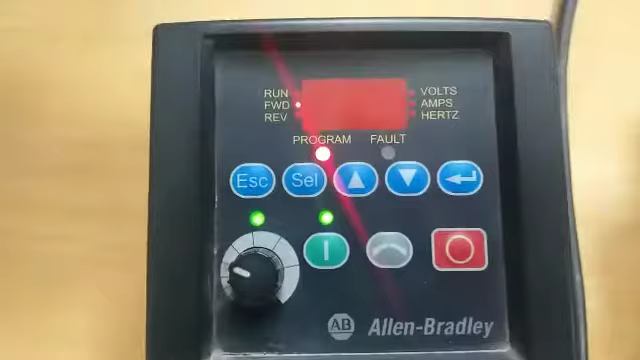 RUN
FWD
REV
VOLTS
AMPS
HERTZ
PROGRAM
FAULT
Esc
Sel
AB
Allen-Bradley